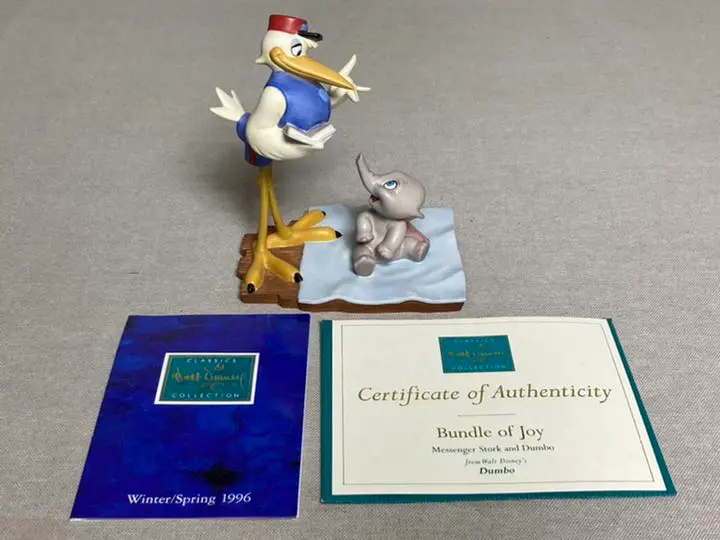 CLASSICS
Walt Disney
COLLECTION
Winter/Spring 1996
CLASSICS
Walt Disney
COLLECTION
Certificate of Authenticity
Bundle of Joy
Messenger Stork and Dumbo
from Walt Disney's
Dumbo